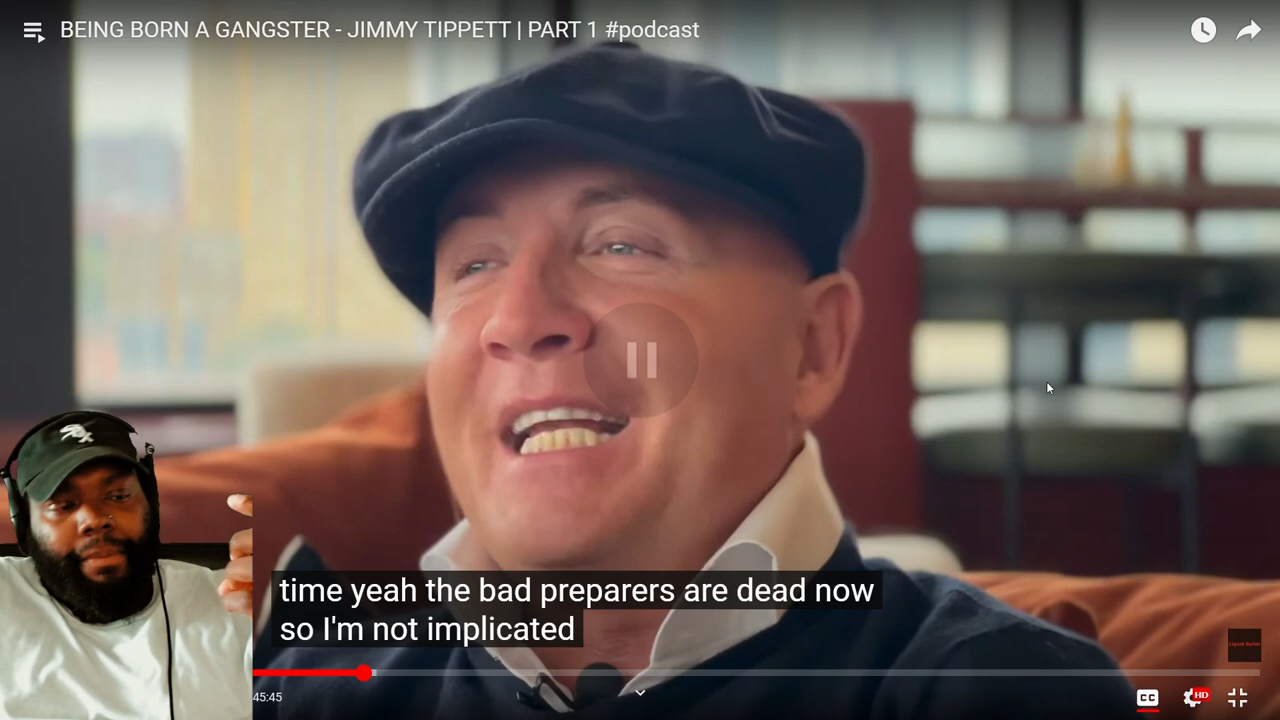 BEING BORN A GANGSTER - JIMMY TIPPETT | PART 1 #podcast
time yeah the bad preparers are dead now
so I'm not implicated
45:45
CC
HD